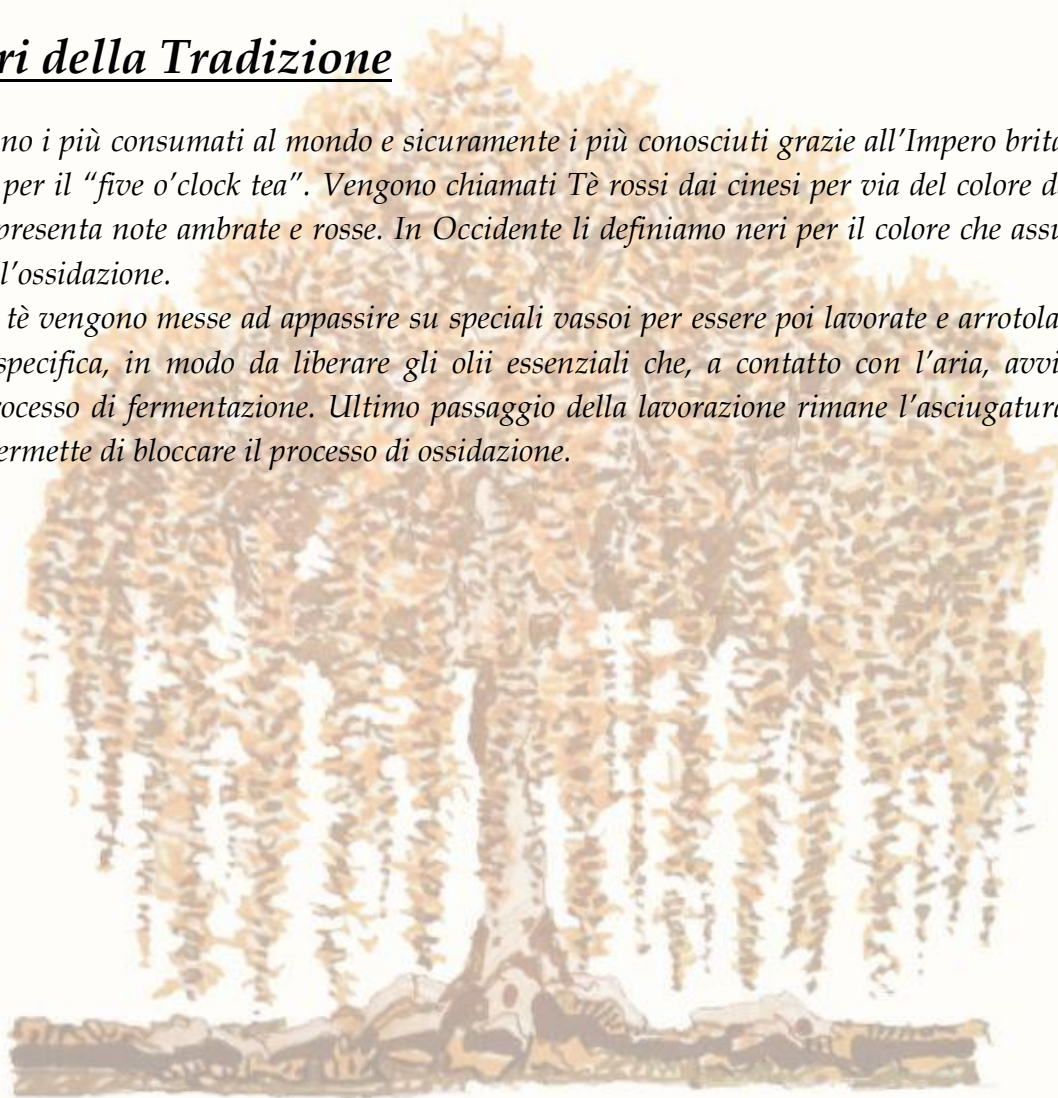 ri della Tradizione
no i più consumati al mondo e sicuramente i più conosciuti grazie all’Impero brita
per il “five o’clock tea”. Vengono chiamati Tè rossi dai cinesi per via del colore d
presenta note ambrate e rosse. In Occidente li definiamo neri per il colore che assu
l’ossidazione.
tè vengono messe ad appassire su speciali vassoi per essere poi lavorate e arrotola
specifica, in modo da liberare gli olii essenziali che, a contatto con l’aria, avvi
rocesso di fermentazione. Ultimo passaggio della lavorazione rimane l’asciugatura
ermette di bloccare il processo di ossidazione.